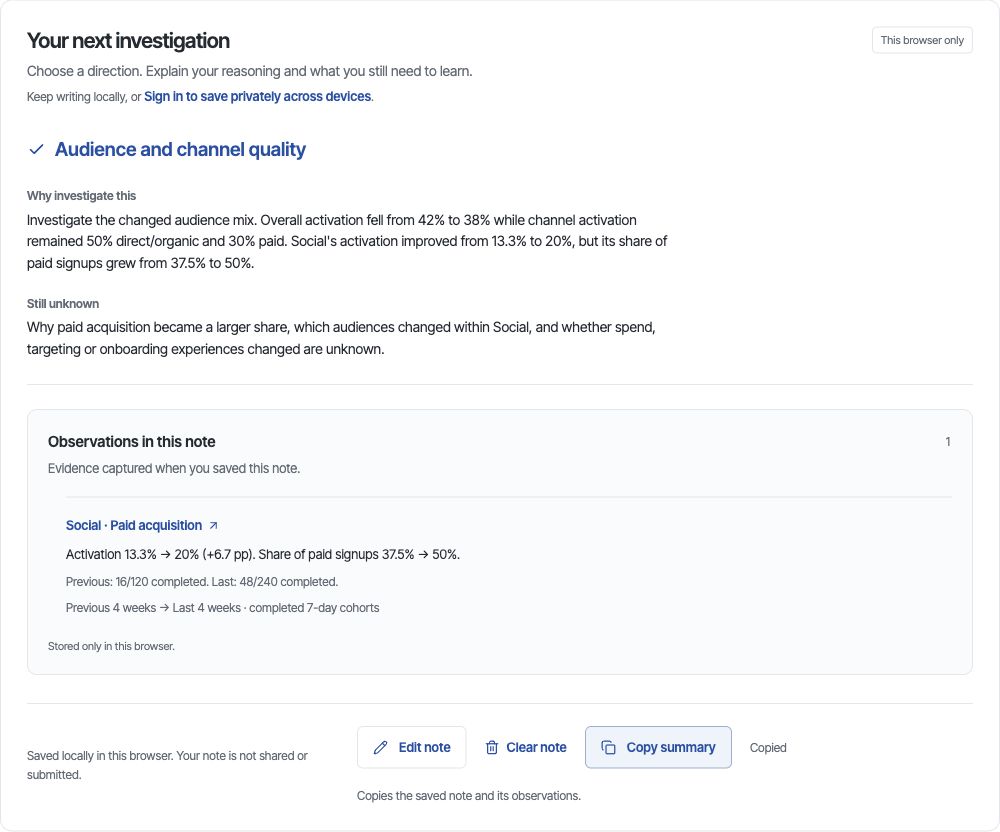 Your next investigation
This browser only
Choose a direction. Explain your reasoning and what you still need to learn.
Keep writing locally, or Sign in to save privately across devices.
Audience and channel quality
Why investigate this
Investigate the changed audience mix. Overall activation fell from 42% to 38% while channel activation
remained 50% direct/organic and 30% paid. Social's activation improved from 13.3% to 20%, but its share of
paid signups grew from 37.5% to 50%.
Still unknown
Why paid acquisition became a larger share, which audiences changed within Social, and whether spend,
targeting or onboarding experiences changed are unknown.
Observations in this note
1
Evidence captured when you saved this note.
Social · Paid acquisition ↗
Activation 13.3% → 20% (+6.7 pp). Share of paid signups 37.5% → 50%.
Previous: 16/120 completed. Last: 48/240 completed.
Previous 4 weeks → Last 4 weeks · completed 7-day cohorts
Stored only in this browser.
Saved locally in this browser. Your note is not shared or
submitted.
Edit note
Clear note
Copy summary
Copied
Copies the saved note and its observations.